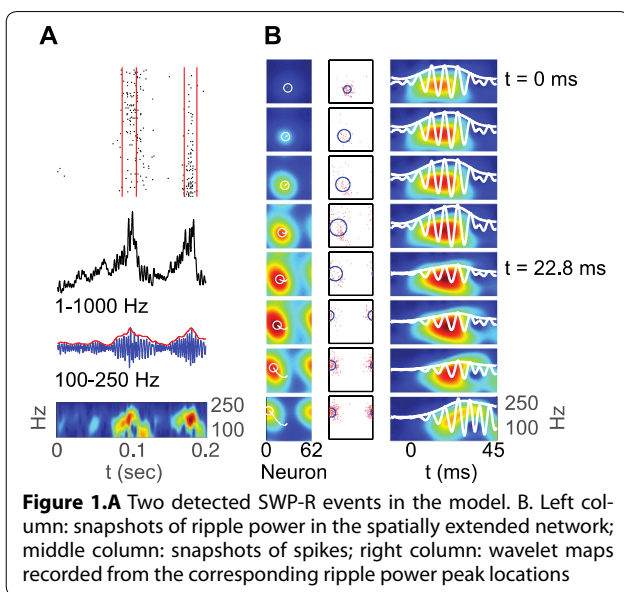 A
B
t = 0 ms
t = 22.8 ms
1-1000 Hz
100-250 Hz
Hz
250
100
0
0.1
0.2
t (sec)
0
62
Neuron
0
45
t (ms)
250
100
Hz
Figure 1.A Two detected SWP-R events in the model. B. Left col-
umn: snapshots of ripple power in the spatially extended network;
middle column: snapshots of spikes; right column: wavelet maps
recorded from the corresponding ripple power peak locations